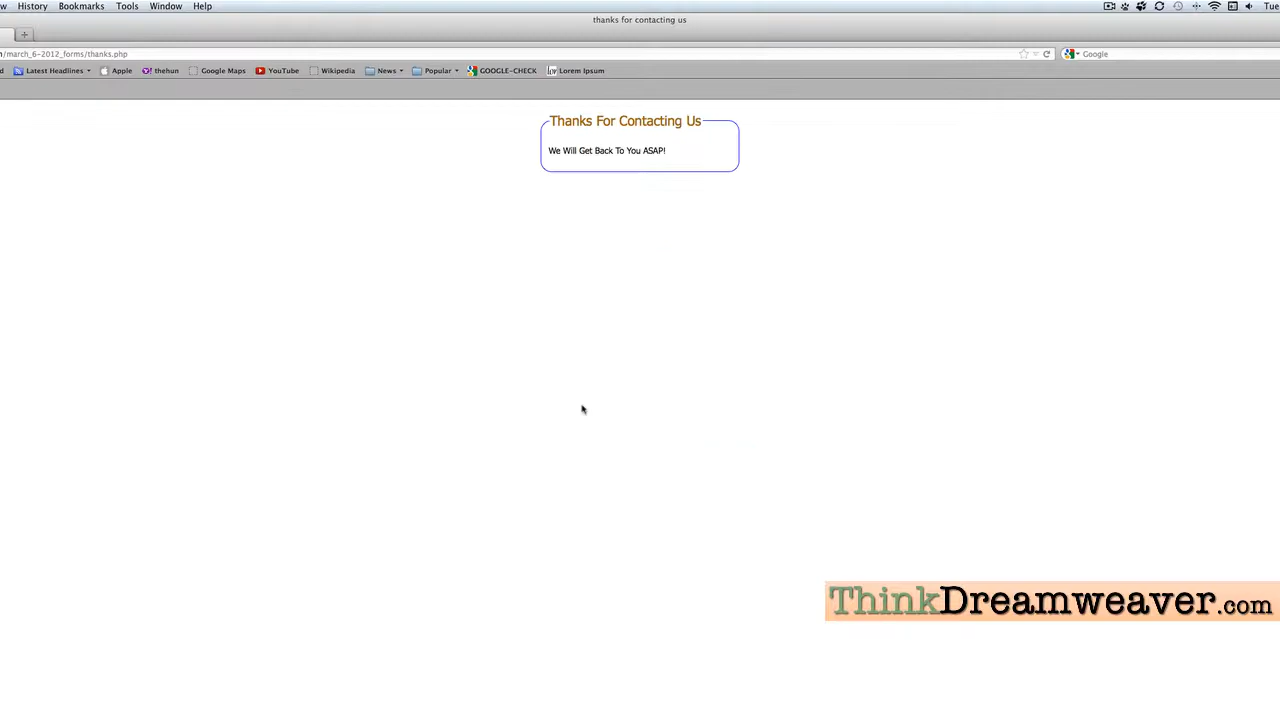 w History Bookmarks Tools Window Help Tue
thanks for contacting us
/march_6-2012_forms/thanks.php Google
d Latest Headlines Apple thehun Google Maps YouTube Wikipedia News Popular GOOGLE-CHECK Lorem Ipsum
Thanks For Contacting Us
We Will Get Back To You ASAP!
ThinkDreamweaver.com